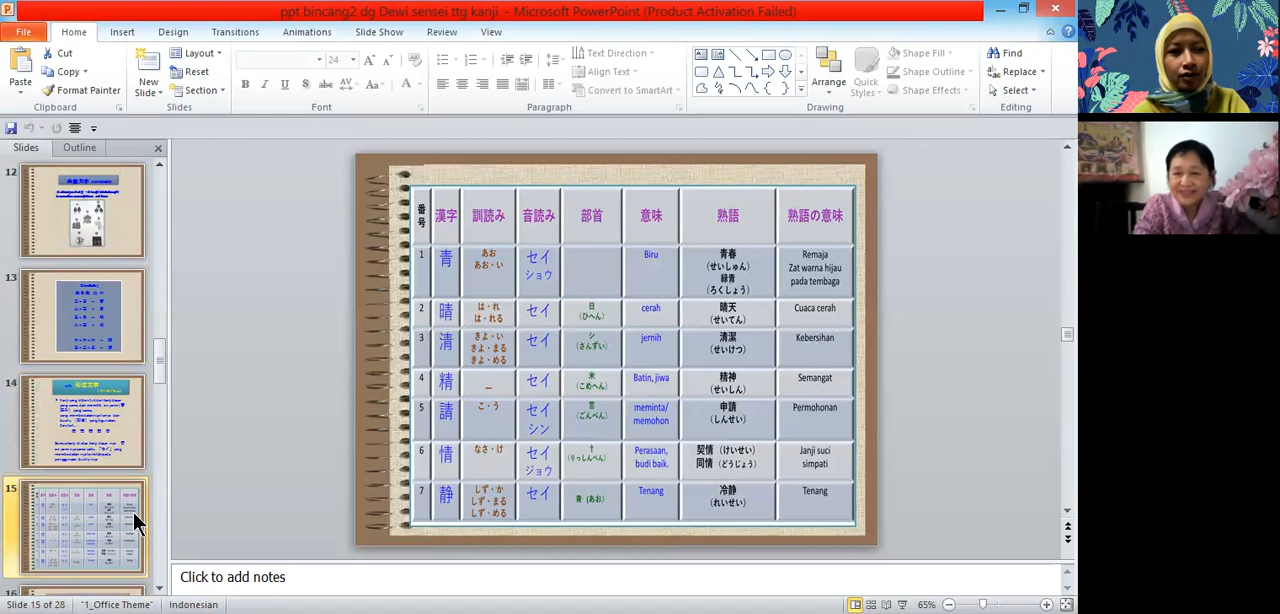 ppt bincang2 dg Dewi sensei ttg kanji - Microsoft PowerPoint (Product Activation Failed)
File Home Insert Design Transitions Animations Slide Show Review View
Cut
Copy
Format Painter
Paste
Clipboard
New Slide
Layout
Reset
Section
Slides
24
B I U S abc AV Aa A
Font
Text Direction
Align Text
Convert to SmartArt
Paragraph
Arrange
Quick Styles
Shape Fill
Shape Outline
Shape Effects
Drawing
Find
Replace
Select
Editing
Slides Outline
12
13
14
15
16
番号 漢字 訓読み 音読み 部首 意味 熟語 熟語の意味
1 青 あお セイ Biru 青春 Remaja
あお・い ショウ (せいしゅん) Zat warna hijau
緑青 pada tembaga
(ろくしょう)
2 晴 は・れ セイ 日 cerah 晴天 Cuaca cerah
は・れる (ひへん) (せいてん)
3 清 きよ・い セイ シ jernih 清潔 Kebersihan
きよ・まる (さんずい) (せいけつ)
きよ・める
4 精 _ セイ 米 Batin, jiwa 精神 Semangat
(こめへん) (せいしん)
5 請 こ・う セイ 言 meminta/ 申請 Permohonan
シン (ごんべん) memohon (しんせい)
6 情 なさ・け セイ Perasaan, 契情 (けいせい) Janji suci
ジョウ (りっしんべん) budi baik. 同情 (どうじょう) simpati
7 静 しず・か セイ 青 (あお) Tenang 冷静 Tenang
しず・まる (れいせい)
しず・める
Click to add notes
Slide 15 of 28 "1_Office Theme" Indonesian 65%